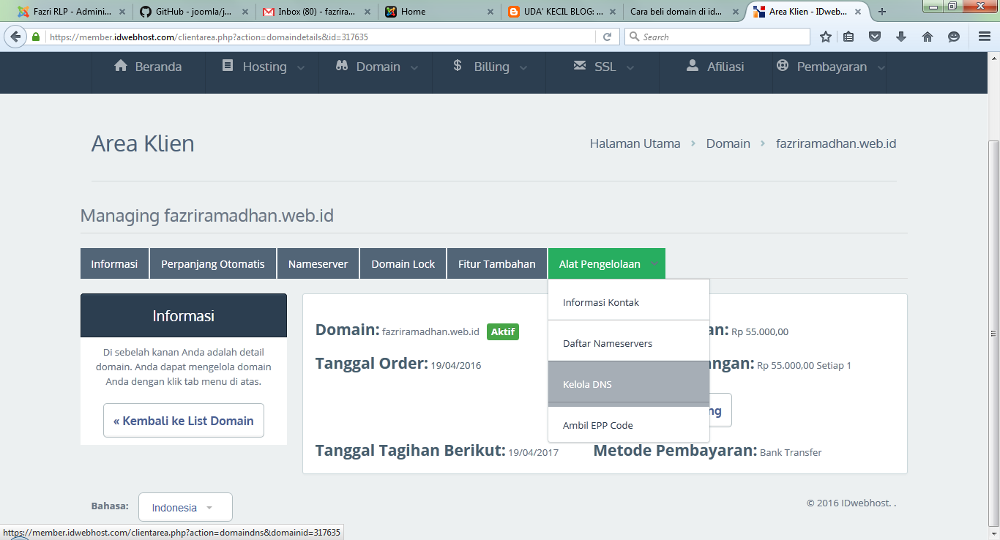 Fazri RLP - Admini...
GitHub - joomla/j...
Inbox (80) - fazrira...
Home
UDA' KECIL BLOG: ...
Cara beli domain di id...
Area Klien - IDweb...
https://member.idwebhost.com/clientarea.php?action=domaindetails&id=317635
Search
Beranda
Hosting
Domain
Billing
SSL
Afiliasi
Pembayaran
Area Klien
Halaman Utama > Domain > fazriramadhan.web.id
Managing fazriramadhan.web.id
Informasi
Perpanjang Otomatis
Nameserver
Domain Lock
Fitur Tambahan
Alat Pengelolaan
Informasi Kontak
Daftar Nameservers
Kelola DNS
Ambil EPP Code
Informasi
Di sebelah kanan Anda adalah detail
domain. Anda dapat mengelola domain
Anda dengan klik tab menu di atas.
« Kembali ke List Domain
Domain: fazriramadhan.web.id Aktif
an: Rp 55.000,00
Tanggal Order: 19/04/2016
ngan: Rp 55.000,00 Setiap 1
ng
Tanggal Tagihan Berikut: 19/04/2017
Metode Pembayaran: Bank Transfer
Bahasa:
Indonesia
© 2016 IDwebhost. .
https://member.idwebhost.com/clientarea.php?action=domaindns&domainid=317635